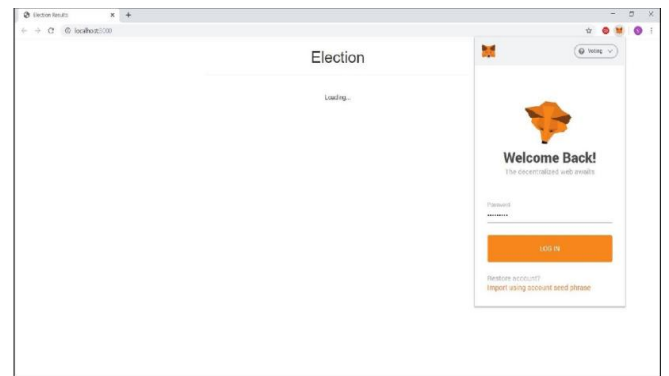 Election Results
localhost:3000
Election
Loading...
Voting
Welcome Back!
The decentralized web awaits
Password
LOG IN
Restore account?
Import using account seed phrase